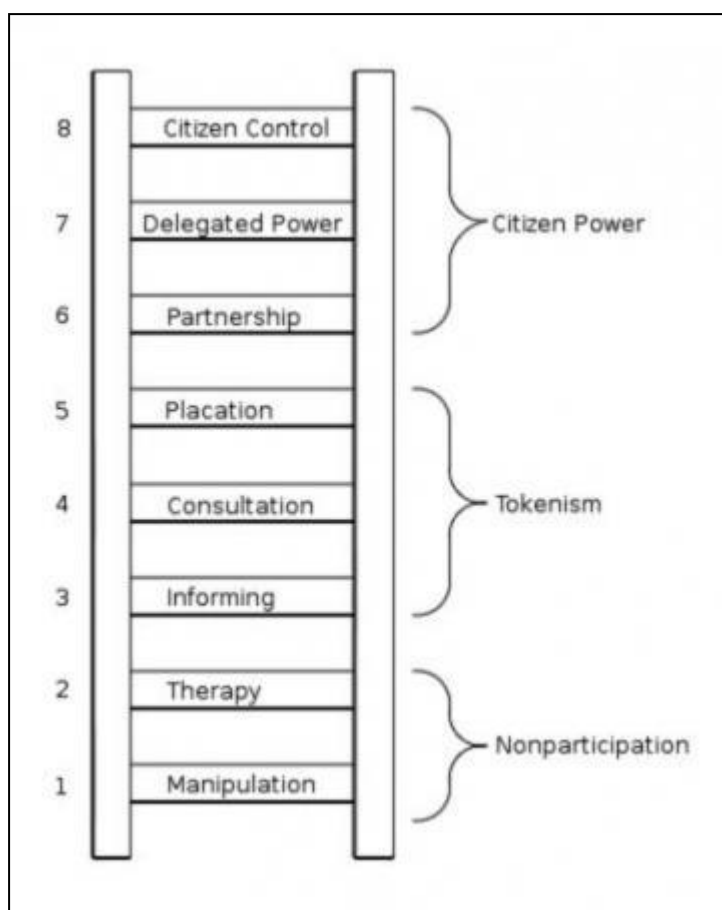 8 Citizen Control
7 Delegated Power Citizen Power
6 Partnership
5 Placation
4 Consultation Tokenism
3 Informing
2 Therapy
Nonparticipation
1 Manipulation